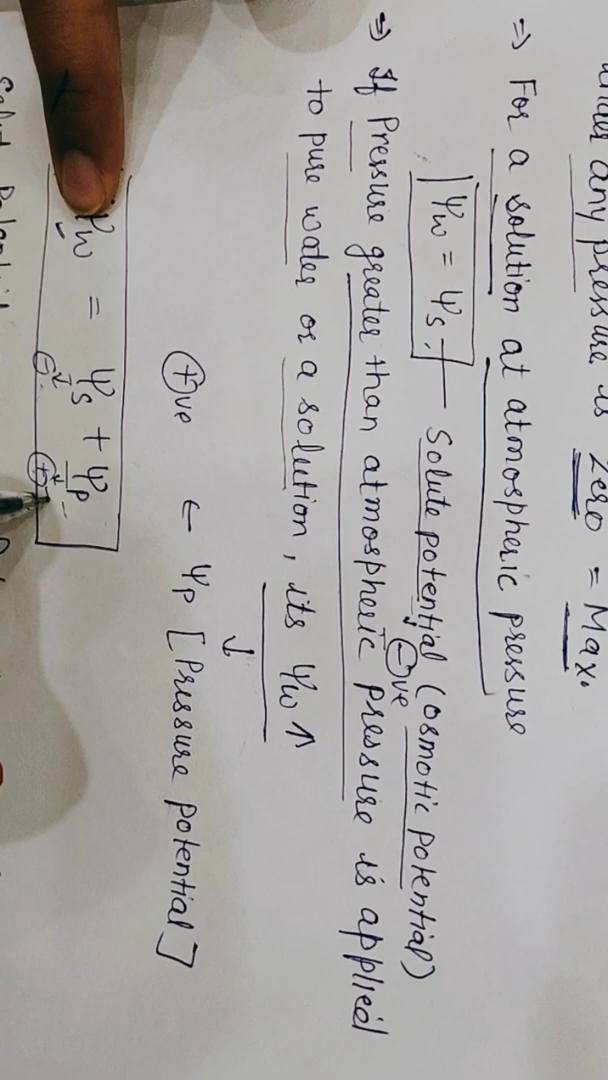 under any pressure is Zero = Max.
⇒ For a solution at atmospheric pressure
Ψw = Ψs. Solute potential (osmotic potential)
⊖ve
⇒ If Pressure greater than atmospheric pressure is applied
to pure water or a solution, its Ψw ↑
↓
⊕ve ← Ψp [Pressure potential]
Ψw = Ψs + Ψp
⊖ ⊕